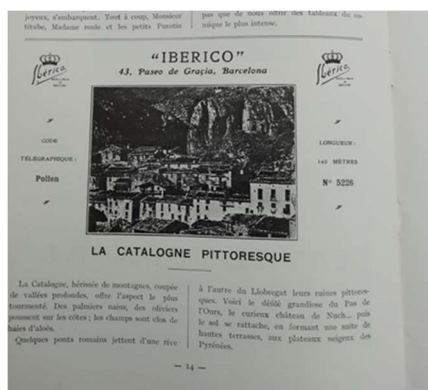 joyeux, s'embarquent. Tout à coup, Monsieur
titube, Madame roule et les petits Punotin
pas que de nous offrir des tableaux du co-
mique le plus intense.
"IBERICO"
43, Paseo de Graçia, Barcelona
Ibérico
CODE
TÉLÉGRAPHIQUE :
Pollen
Ibérico
LONGUEUR :
140 MÈTRES
N° 5226
LA CATALOGNE PITTORESQUE
La Catalogne, hérissée de montagnes, coupée
de vallées profondes, offre l'aspect le plus
tourmenté. Des palmiers nains, des oliviers
poussent sur les côtes ; les champs sont clos de
haies d'aloès.
Quelques ponts romains jettent d'une rive
à l'autre du Llobregat leurs ruines pittores-
ques. Voici le défilé grandiose du Pas de
l'Ours, le curieux château de Nuch... puis
le sol se rattache, en formant une suite de
hautes terrasses, aux plateaux neigeux des
Pyrénées.
— 14 —